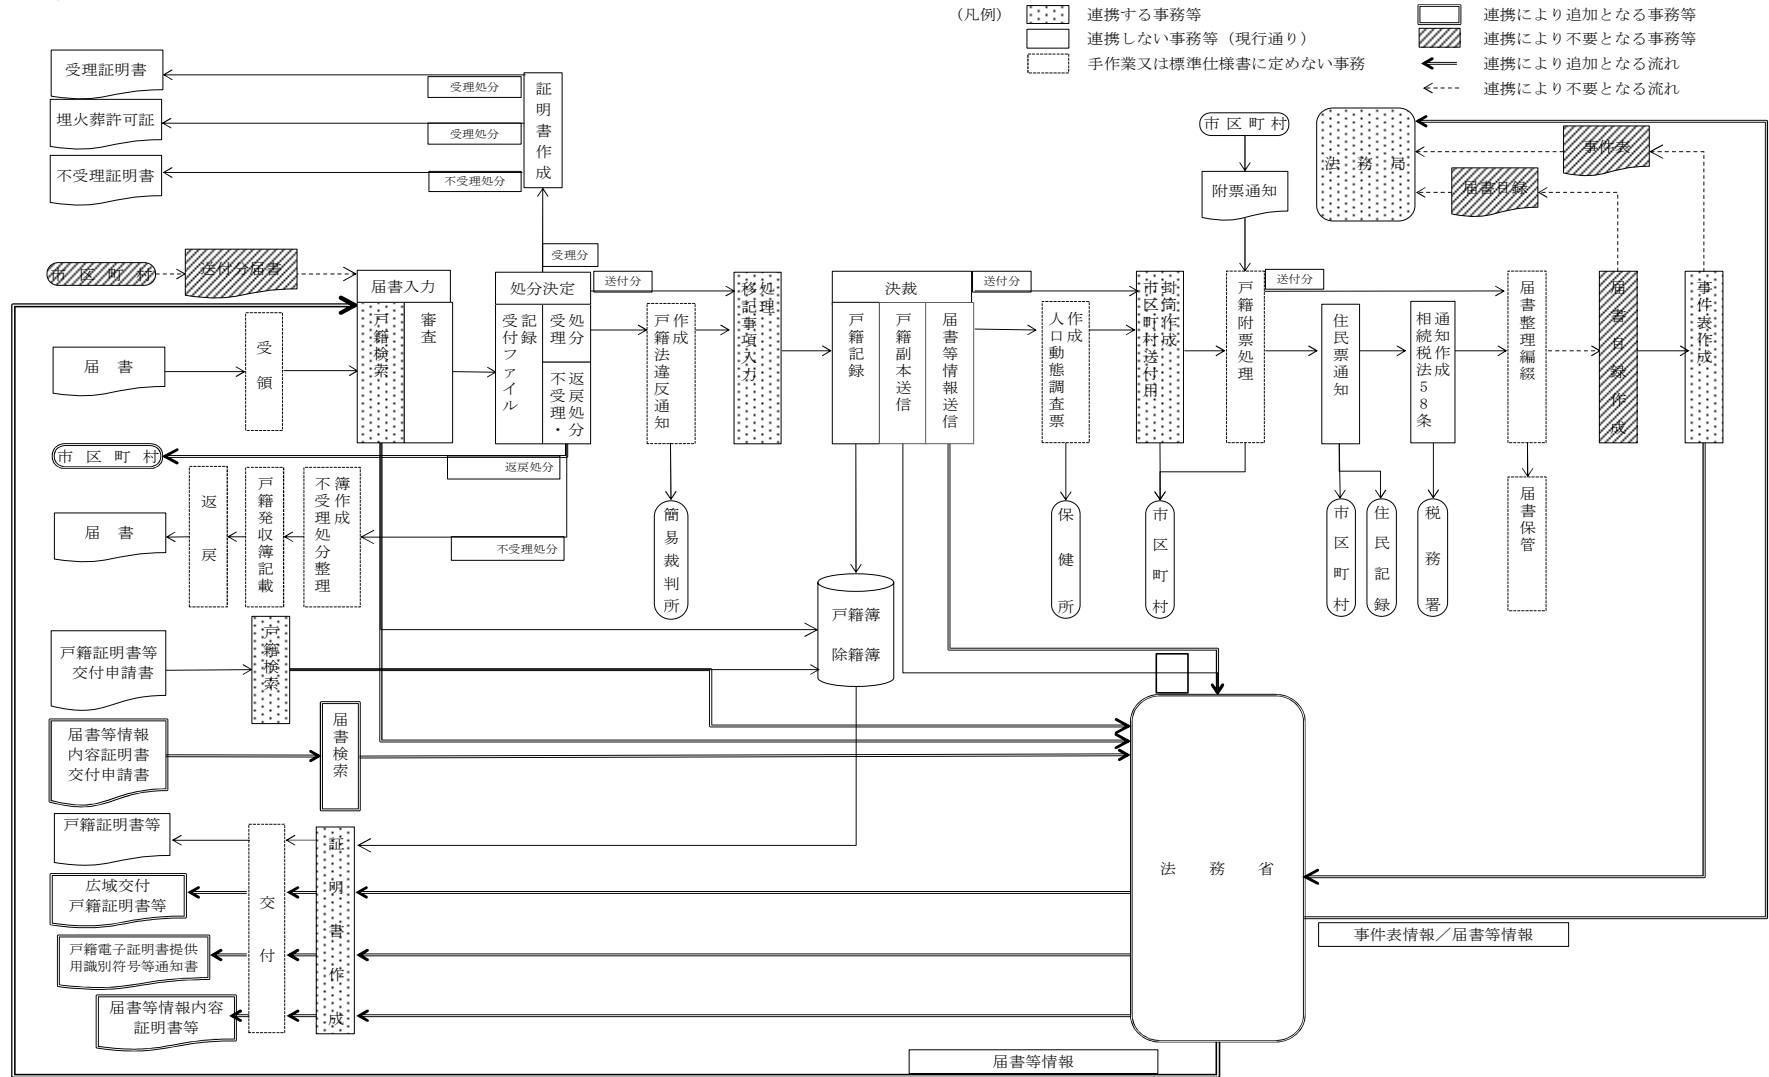 (凡例)
連携する事務等
連携しない事務等（現行通り）
手作業又は標準仕様書に定めない事務
連携により追加となる事務等
連携により不要となる事務等
連携により追加となる流れ
連携により不要となる流れ
受理証明書
埋火葬許可証
不受理証明書
受理処分
受理処分
不受理処分
証明書作成
受理分
市区町村
附票通知
法務局
事件表
届書目録
市区町村
送付分届書
届書
受領
届書入力
戸籍検索
審査
処分決定
受付ファイル
記録
受理
処分
不受理・
返戻処分
送付分
戸籍法違反通知
作成
移記事項入力
処理
決裁
戸籍記録
戸籍副本送信
届書等情報送信
送付分
人口動態調査票
作成
市区町村送付用
封筒作成
戸籍附票処理
送付分
住民票通知
相続税法58条
通知作成
届書整理編綴
届書目録作成
事件表作成
市区町村
返戻処分
不受理処分
届書
返戻
戸籍発収簿記載
不受理処分整理
簿作成
簡易裁判所
保健所
市区町村
市区町村
住民記録
税務署
届書保管
戸籍簿
除籍簿
戸籍証明書等
交付申請書
戸籍検索
届書等情報
内容証明書
交付申請書
届書検索
戸籍証明書等
広域交付
戸籍証明書等
戸籍電子証明書提供
用識別符号等通知書
届書等情報内容
証明書等
交付
証明書作成
法務省
事件表情報／届書等情報
届書等情報